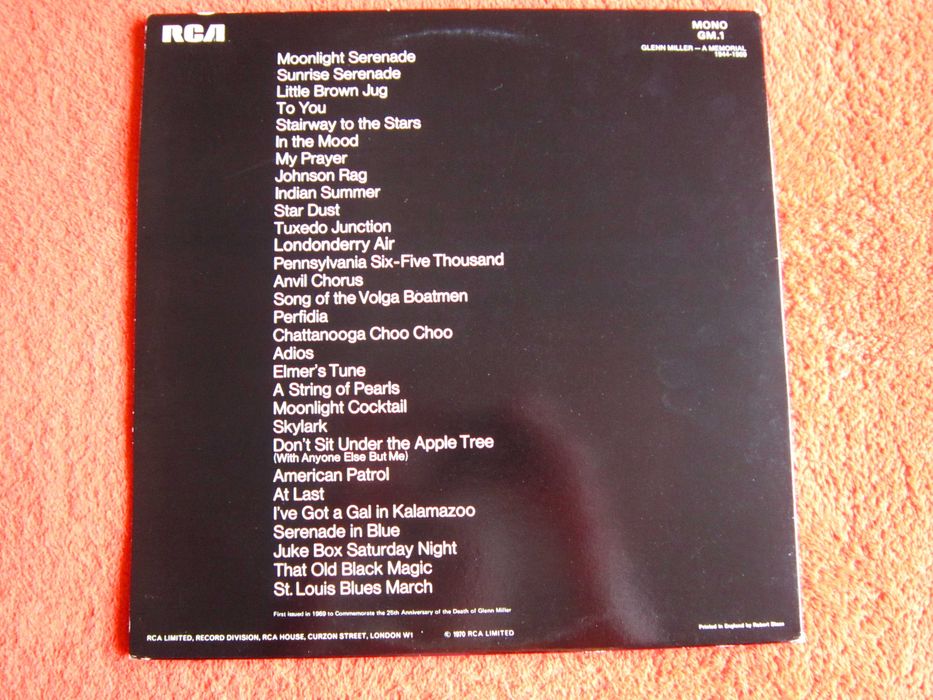 RCA
MONO
GM.1
GLENN MILLER — A MEMORIAL
1944-1969
Moonlight Serenade
Sunrise Serenade
Little Brown Jug
To You
Stairway to the Stars
In the Mood
My Prayer
Johnson Rag
Indian Summer
Star Dust
Tuxedo Junction
Londonderry Air
Pennsylvania Six-Five Thousand
Anvil Chorus
Song of the Volga Boatmen
Perfidia
Chattanooga Choo Choo
Adios
Elmer's Tune
A String of Pearls
Moonlight Cocktail
Skylark
Don't Sit Under the Apple Tree
(With Anyone Else But Me)
American Patrol
At Last
I've Got a Gal in Kalamazoo
Serenade in Blue
Juke Box Saturday Night
That Old Black Magic
St. Louis Blues March
First issued in 1969 to Commemorate the 25th Anniversary of the Death of Glenn Miller
Printed in England by Robert Stace
RCA LIMITED, RECORD DIVISION, RCA HOUSE, CURZON STREET, LONDON W1 © 1970 RCA LIMITED